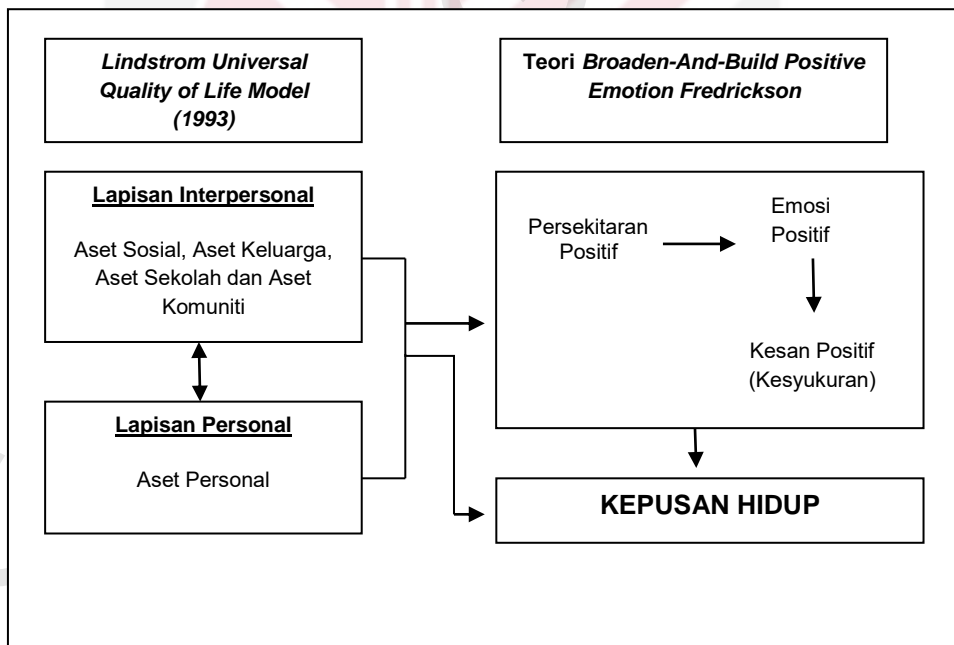 Lindstrom Universal
Quality of Life Model
(1993)
Teori Broaden-And-Build Positive
Emotion Fredrickson
Lapisan Interpersonal
Aset Sosial, Aset Keluarga,
Aset Sekolah dan Aset
Komuniti
Lapisan Personal
Aset Personal
Persekitaran
Positif
Emosi
Positif
Kesan Positif
(Kesyukuran)
KEPUSAN HIDUP